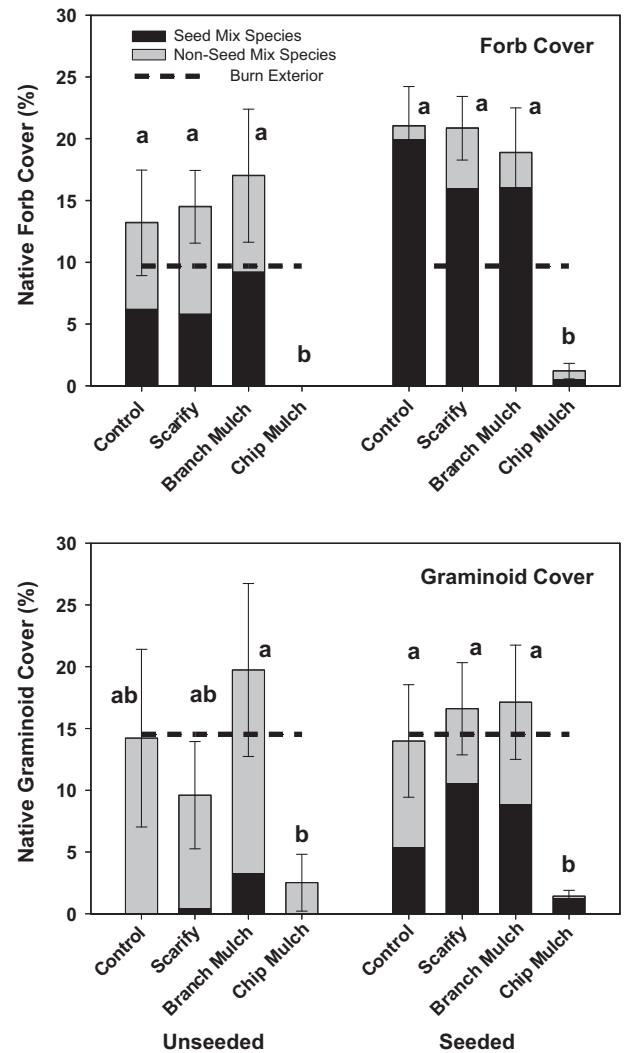 Native Forb Cover (%)
30
25
20
15
10
5
0
Seed Mix Species
Non-Seed Mix Species
Burn Exterior
Forb Cover
a
a
a
b
a
a
a
b
Control
Scarify
Branch Mulch
Chip Mulch
Control
Scarify
Branch Mulch
Chip Mulch
Native Graminoid Cover (%)
30
25
20
15
10
5
0
Graminoid Cover
ab
ab
a
b
a
a
a
b
Control
Scarify
Branch Mulch
Chip Mulch
Control
Scarify
Branch Mulch
Chip Mulch
Unseeded
Seeded